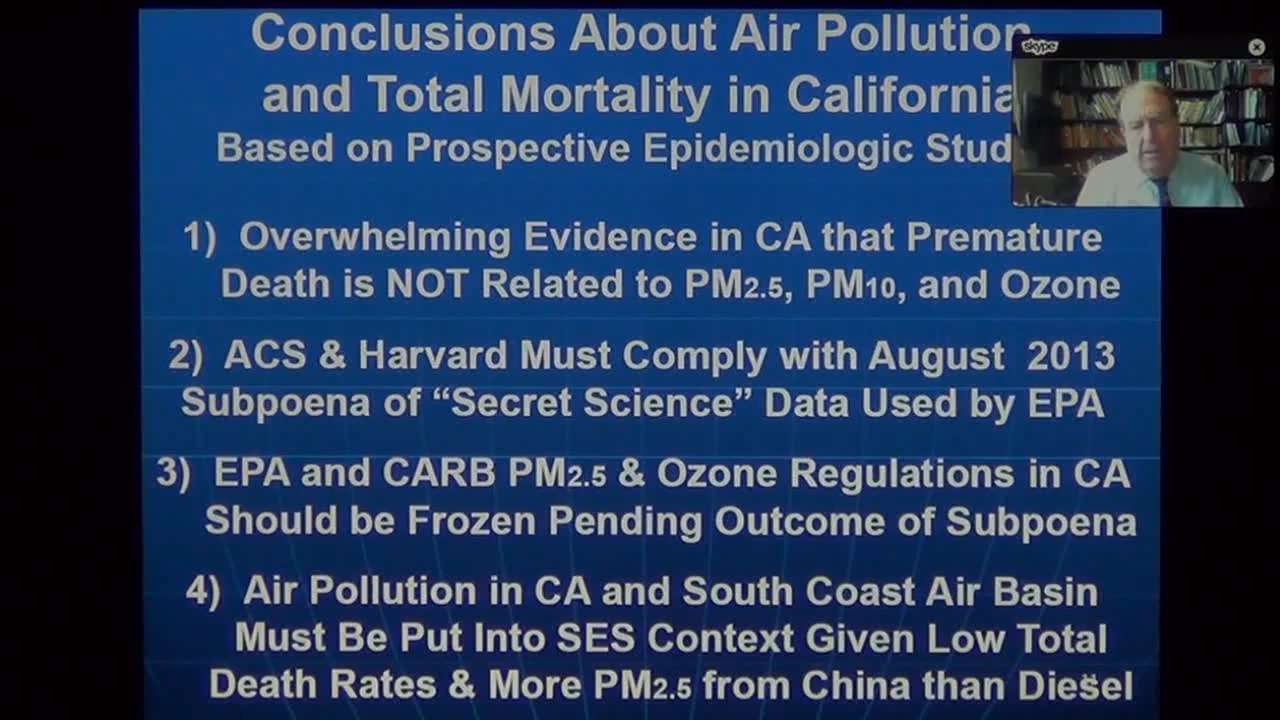 Conclusions About Air Pollution
and Total Mortality in California
Based on Prospective Epidemiologic Stud
skype
1) Overwhelming Evidence in CA that Premature
Death is NOT Related to PM2.5, PM10, and Ozone
2) ACS & Harvard Must Comply with August 2013
Subpoena of “Secret Science” Data Used by EPA
3) EPA and CARB PM2.5 & Ozone Regulations in CA
Should be Frozen Pending Outcome of Subpoena
4) Air Pollution in CA and South Coast Air Basin
Must Be Put Into SES Context Given Low Total
Death Rates & More PM2.5 from China than Diesel